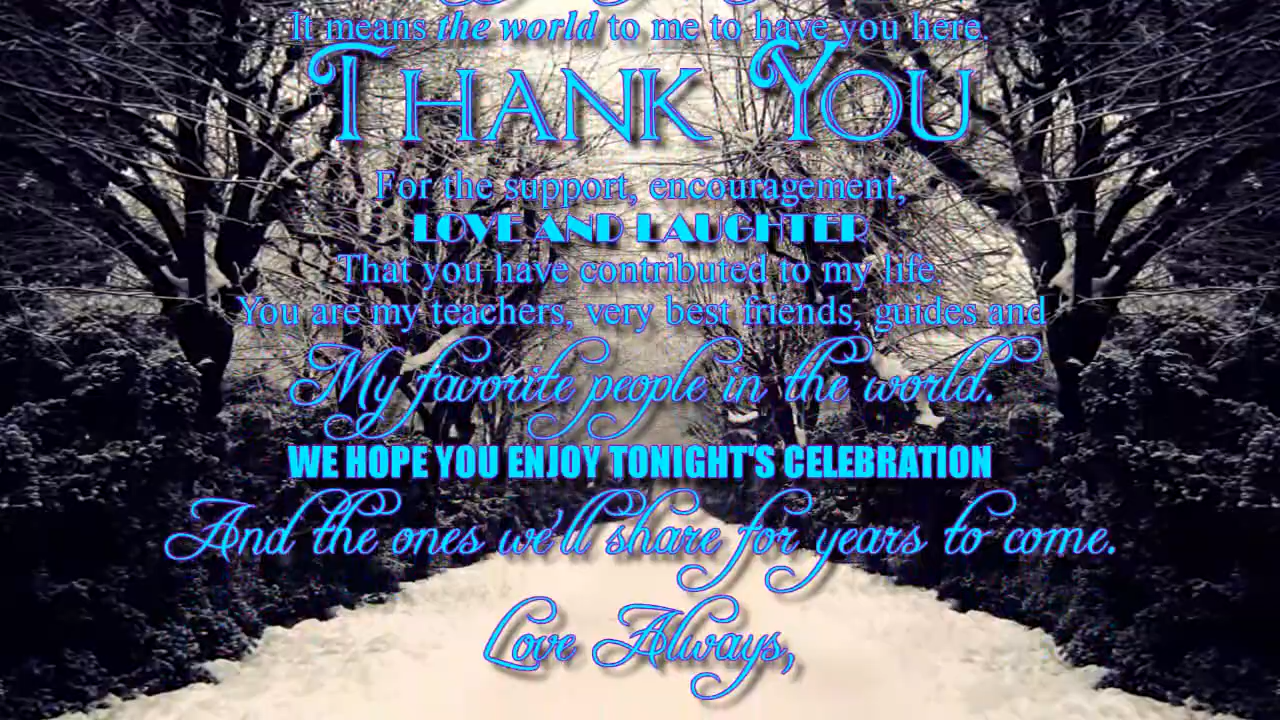 It means the world to me to have you here.
THANK YOU
For the support, encouragement,
LOVE AND LAUGHTER
That you have contributed to my life.
You are my teachers, very best friends, guides and
My favorite people in the world.
WE HOPE YOU ENJOY TONIGHT'S CELEBRATION
And the ones we'll share for years to come.
Love Always,